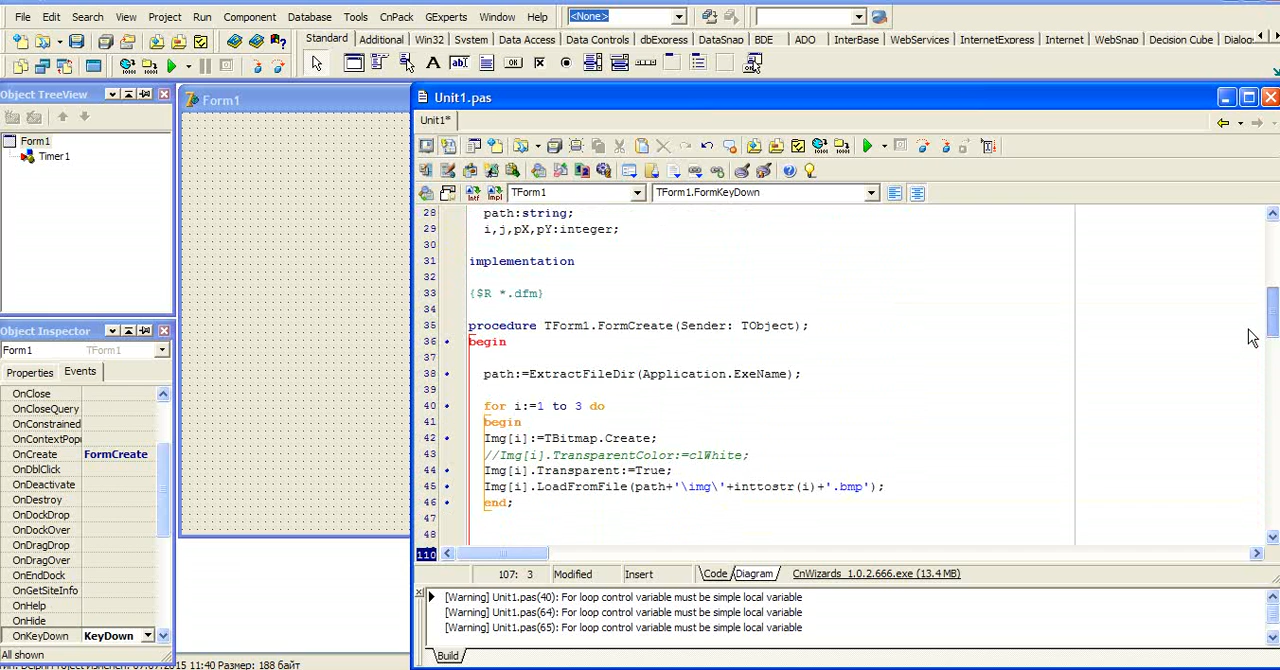 File Edit Search View Project Run Component Database Tools CnPack GExperts Window Help <None>
Standard Additional Win32 System Data Access Data Controls dbExpress DataSnap BDE ADO InterBase WebServices InternetExpress Internet WebSnap Decision Cube Dialog
Object TreeView
Form1
Timer1
Form1
Unit1.pas
Unit1*
TForm1 TForm1.FormKeyDown
28 path:string;
29 i,j,pX,pY:integer;
30
31 implementation
32
33 {$R *.dfm}
34
35 procedure TForm1.FormCreate(Sender: TObject);
36 begin
37
38 path:=ExtractFileDir(Application.ExeName);
39
40 for i:=1 to 3 do
41 begin
42 Img[i]:=TBitmap.Create;
43 //Img[i].TransparentColor:=clWhite;
44 Img[i].Transparent:=True;
45 Img[i].LoadFromFile(path+'\img\'+inttostr(i)+'.bmp');
46 end;
47
48
110
107: 3 Modified Insert Code Diagram CnWizards_1.0.2.666.exe (13.4 MB)
[Warning] Unit1.pas(40): For loop control variable must be simple local variable
[Warning] Unit1.pas(64): For loop control variable must be simple local variable
[Warning] Unit1.pas(65): For loop control variable must be simple local variable
Build
Object Inspector
Form1 TForm1
Properties Events
OnClose
OnCloseQuery
OnConstrained
OnContextPop
OnCreate FormCreate
OnDblClick
OnDeactivate
OnDestroy
OnDockDrop
OnDockOver
OnDragDrop
OnDragOver
OnEndDock
OnGetSiteInfo
OnHelp
OnHide
OnKeyDown KeyDown
All shown
2015 11:40 Размер: 188 байт